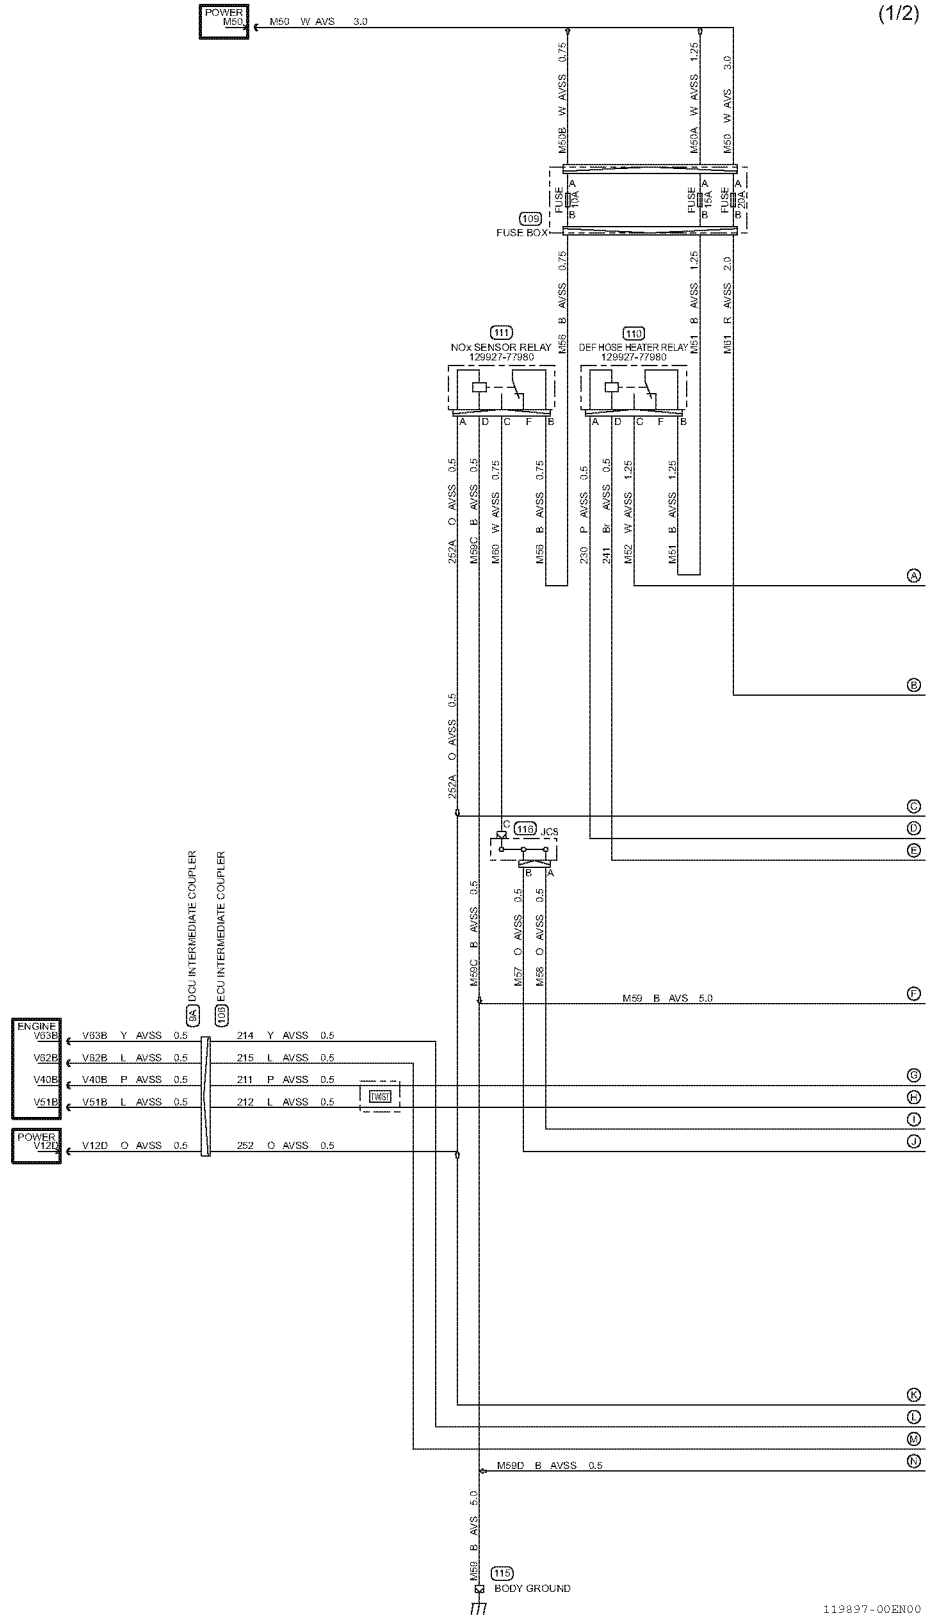 (1/2)
POWER
M50
M50 W AVS 3.0
M50B W AVSS 0.75
M50A W AVSS 1.25
M50 W AVS 3.0
A
A
A
FUSE 10A
FUSE 15A
FUSE 20A
B
B
B
109
FUSE BOX
M56 B AVSS 0.75
M51 B AVSS 1.25
M61 R AVSS 2.0
111
NOx SENSOR RELAY
129927-77980
110
DEF HOSE HEATER RELAY
129927-77980
A D C F B
A D C F B
252A O AVSS 0.5
M59C B AVSS 0.5
M60 W AVSS 0.75
M56 B AVSS 0.75
230 P AVSS 0.5
241 Br AVSS 0.5
M52 W AVSS 1.25
M51 B AVSS 1.25
A
B
252A O AVSS 0.5
C
C
116
JC8
D
E
B A
M59C B AVSS 0.5
M57 O AVSS 0.5
M58 O AVSS 0.5
9A DCU INTERMEDIATE COUPLER
106 ECU INTERMEDIATE COUPLER
M59 B AVS 5.0
F
ENGINE
V63B
V63B Y AVSS 0.5
214 Y AVSS 0.5
V62B
V62B L AVSS 0.5
215 L AVSS 0.5
V40B
V40B P AVSS 0.5
211 P AVSS 0.5
G
TWIST
V51B
V51B L AVSS 0.5
212 L AVSS 0.5
H
I
POWER
V12D
V12D O AVSS 0.5
252 O AVSS 0.5
J
K
L
M
M59D B AVSS 0.5
N
M59 B AVS 5.0
115
BODY GROUND
119897-00EN00